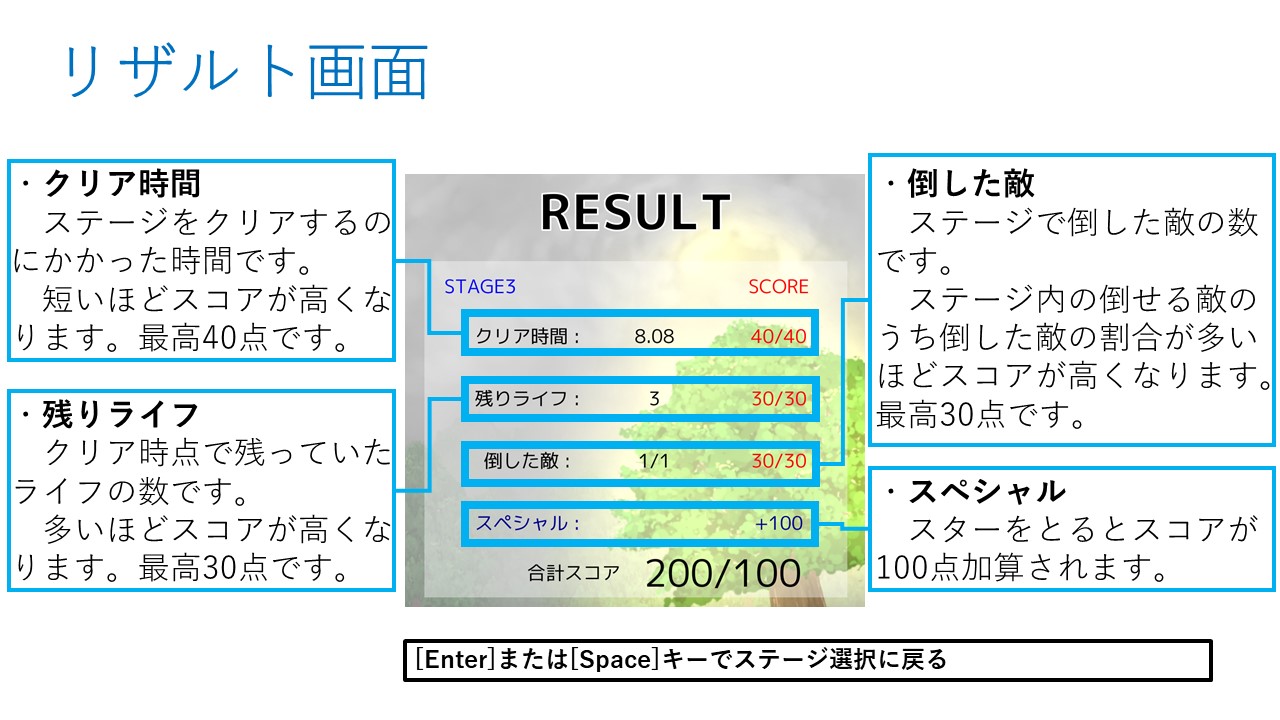 リザルト画面
・クリア時間
ステージをクリアするの
にかかった時間です。
短いほどスコアが高くな
ります。最高40点です。
・残りライフ
クリア時点で残っていた
ライフの数です。
多いほどスコアが高くな
ります。最高30点です。
RESULT
STAGE3 SCORE
クリア時間： 8.08 40/40
残りライフ： 3 30/30
倒した敵： 1/1 30/30
スペシャル： +100
合計スコア 200/100
・倒した敵
ステージで倒した敵の数
です。
ステージ内の倒せる敵の
うち倒した敵の割合が多い
ほどスコアが高くなります。
最高30点です。
・スペシャル
スターをとるとスコアが
100点加算されます。
[Enter]または[Space]キーでステージ選択に戻る